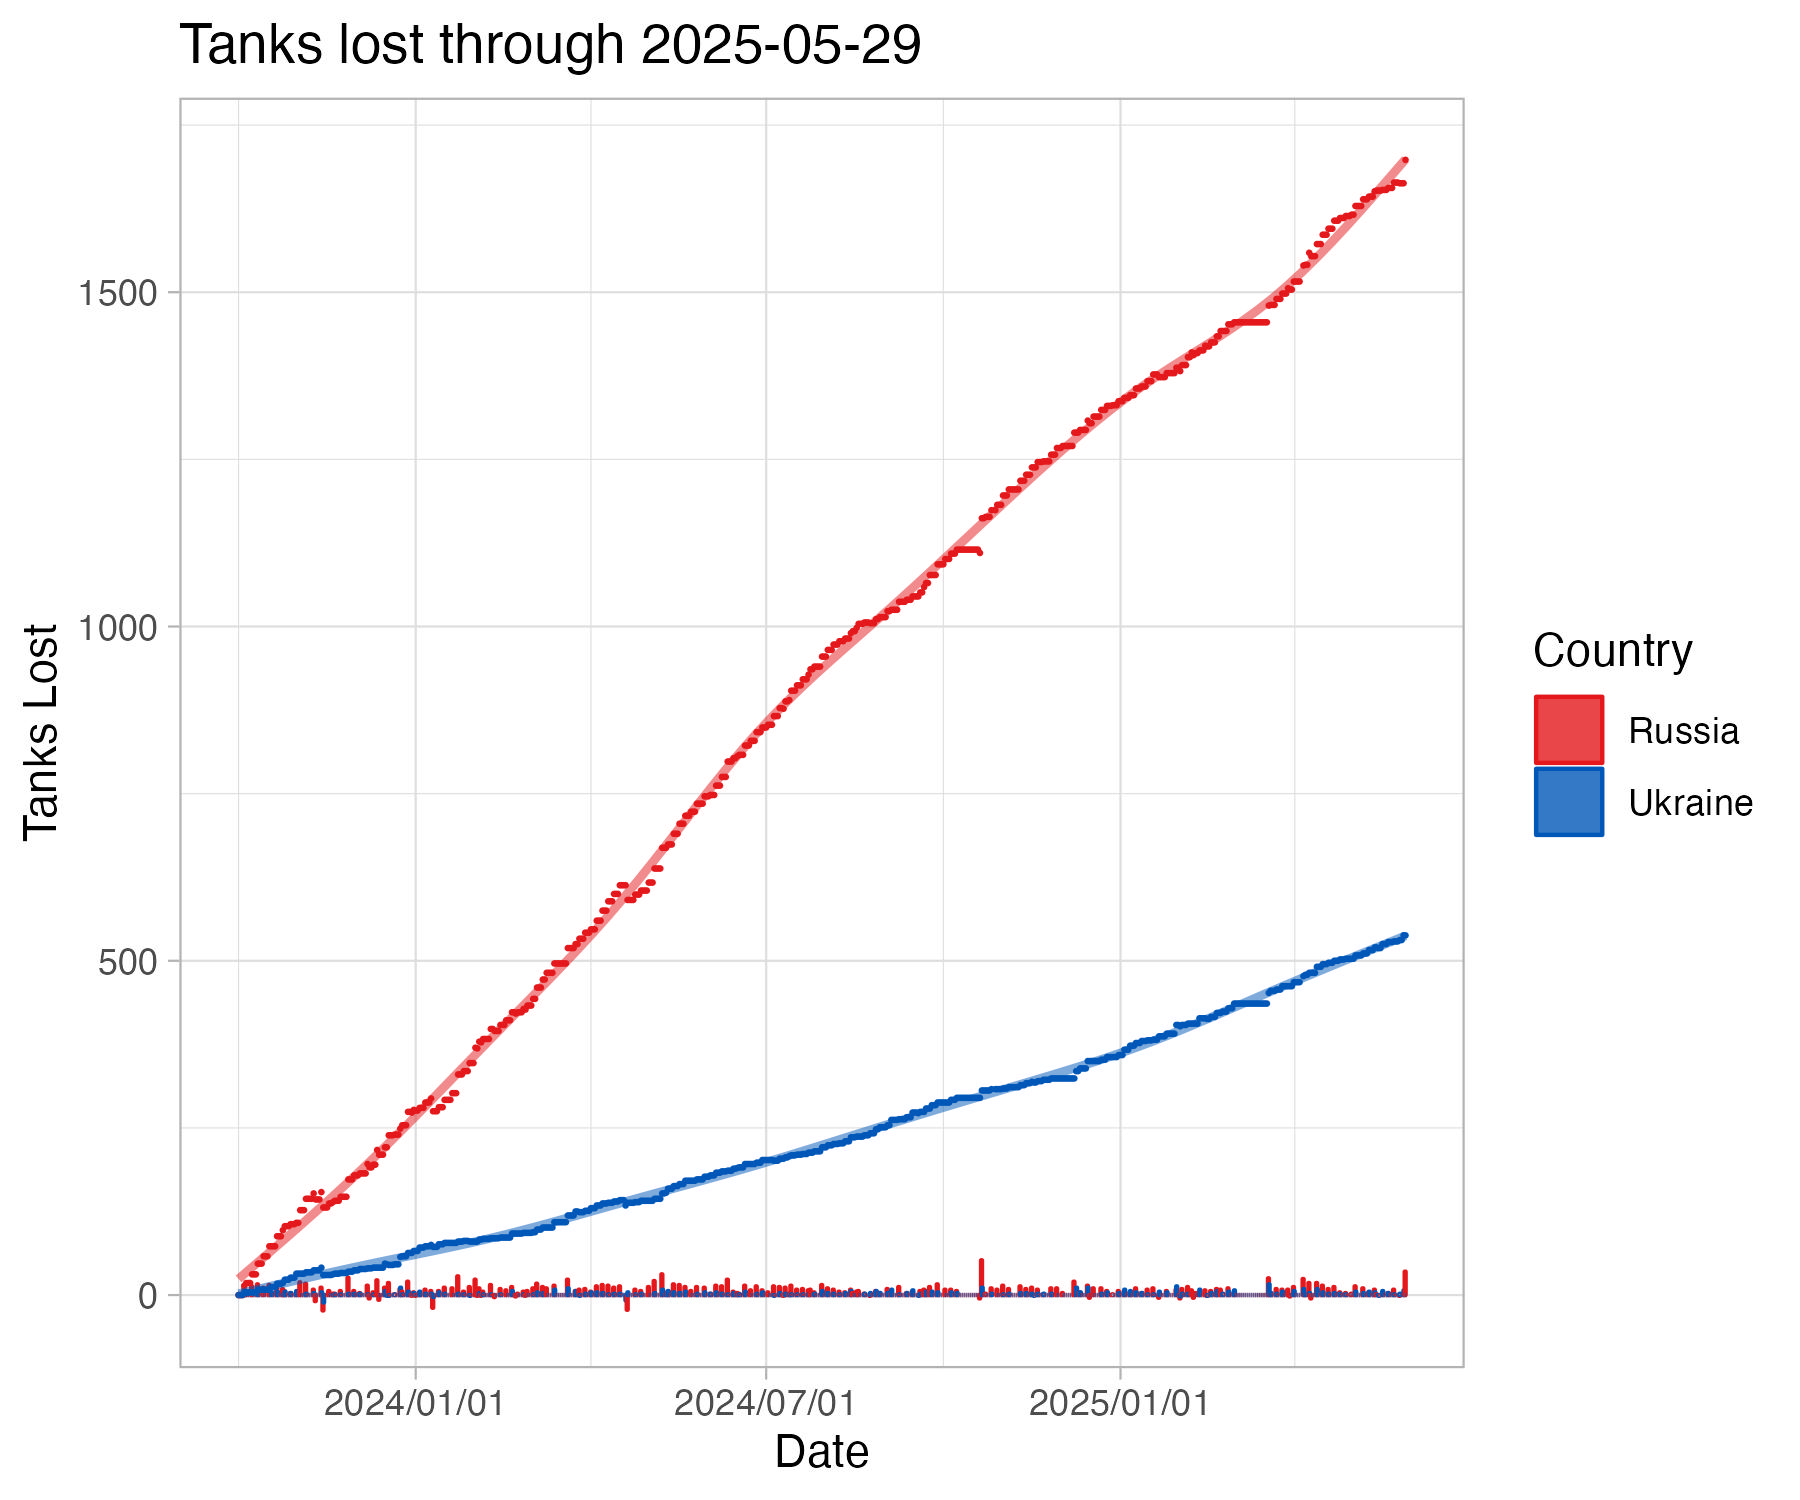 Tanks lost through 2025-05-29
Tanks Lost
1500
1000
500
0
2024/01/01
2024/07/01
2025/01/01
Date
Country
Russia
Ukraine